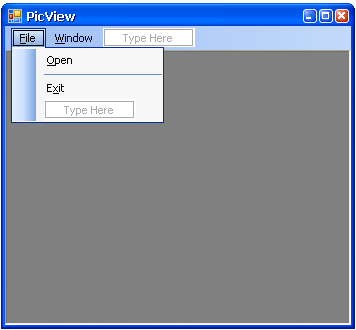 PicView
File Window Type Here
Open
Exit
Type Here